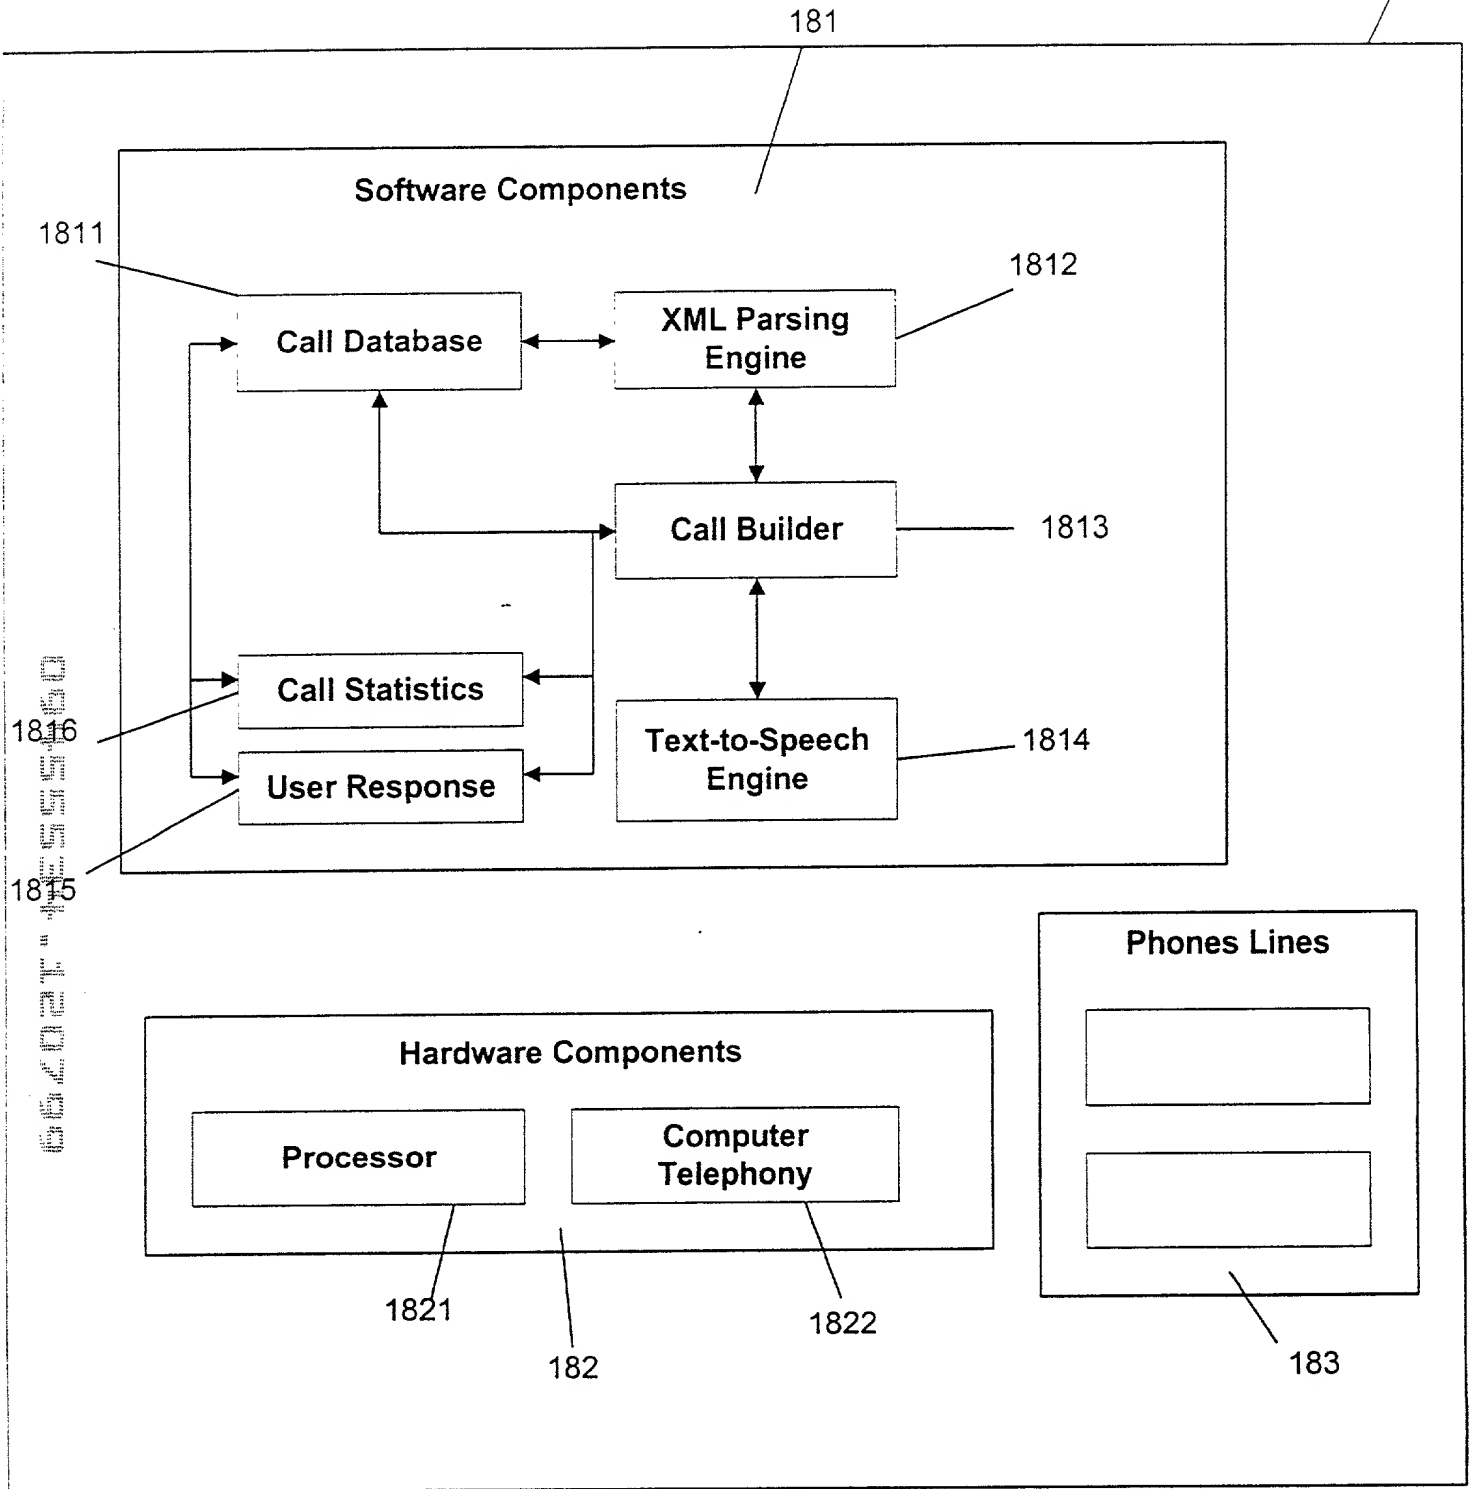 181
Software Components
1811
1812
Call Database
XML Parsing
Engine
Call Builder
1813
Call Statistics
1816
Text-to-Speech
Engine
1814
User Response
1815
Phones Lines
Hardware Components
Processor
Computer
Telephony
1821
1822
182
183